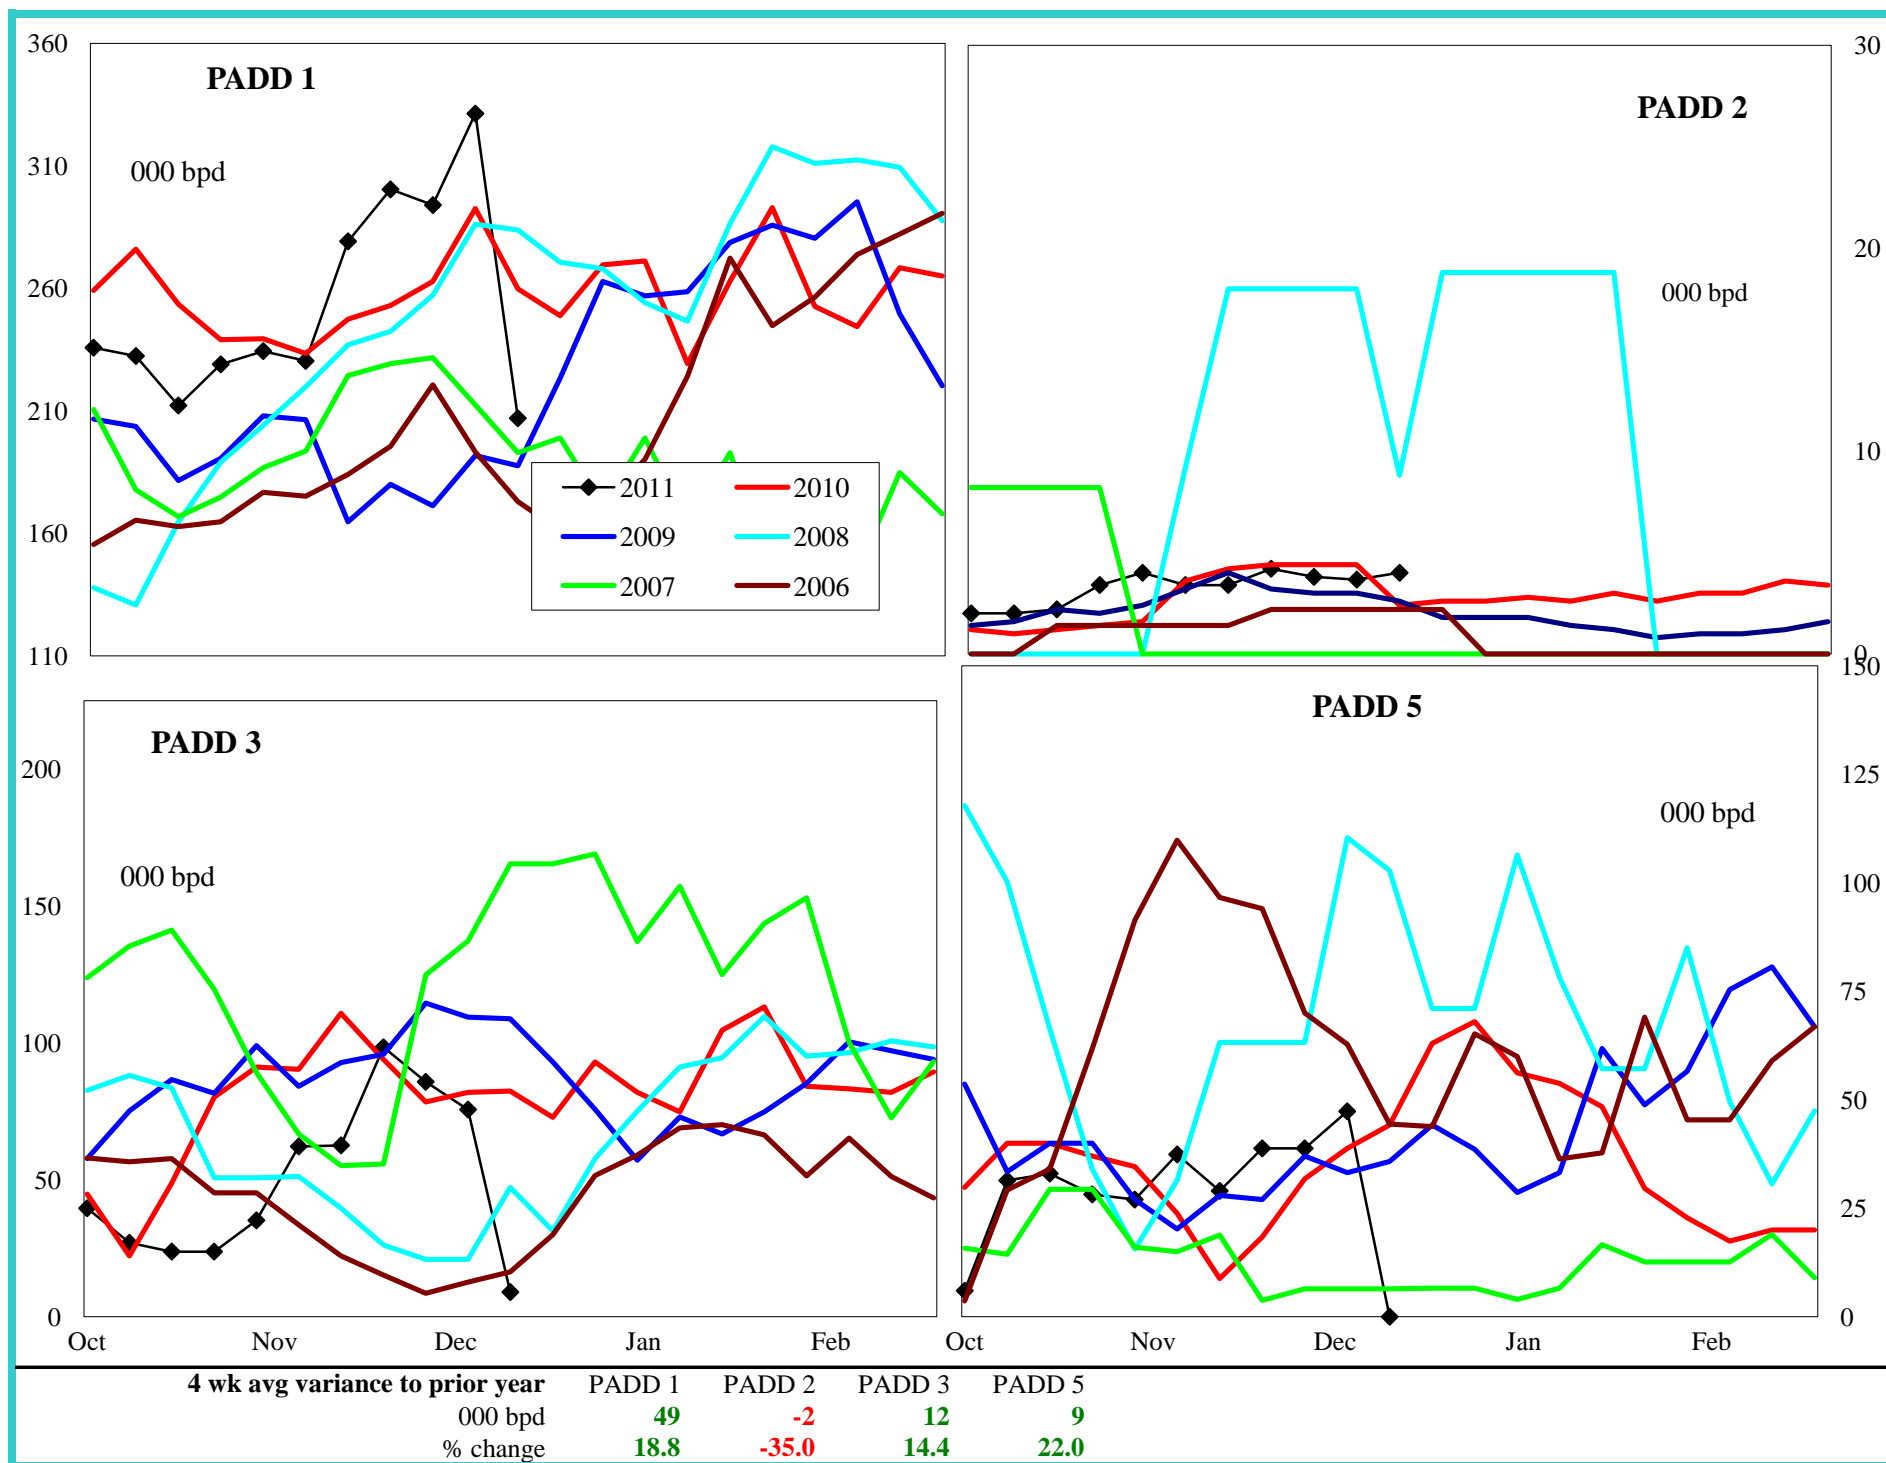 360
310
260
210
160
110
PADD 1
000 bpd
2011
2010
2009
2008
2007
2006
PADD 2
000 bpd
30
20
10
0
PADD 3
000 bpd
200
150
100
50
0
Oct Nov Dec Jan Feb
PADD 5
000 bpd
150
125
100
75
50
25
0
Oct Nov Dec Jan Feb
4 wk avg variance to prior year PADD 1 PADD 2 PADD 3 PADD 5
000 bpd 49 -2 12 9
% change 18.8 -35.0 14.4 22.0